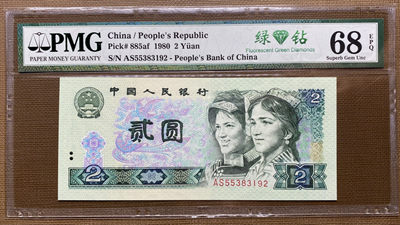 PMG
PAPER MONEY GUARANTY
China / People's Republic
Pick# 885af 1980 2 Yüan
S/N AS55383192 - People's Bank of China
绿钻
Fluorescent Green Diamonds
68 EPQ
Superb Gem Unc
中国人民银行
2
贰圆
AS55383192
2
2